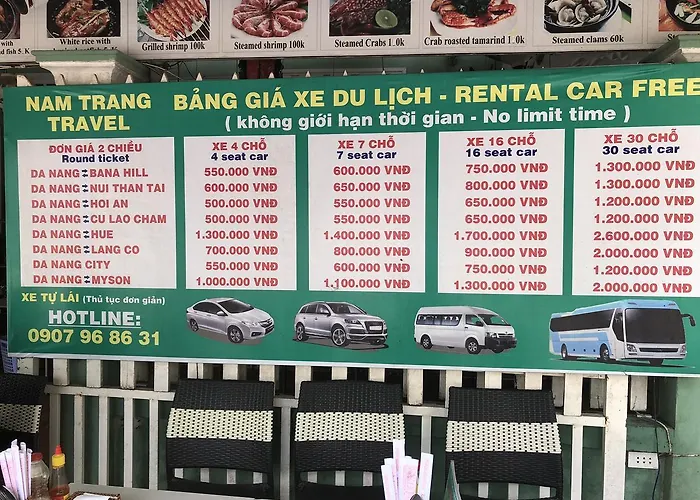 White rice with
Grilled shrimp 100k
Steamed shrimp 100k
Steamed Crabs 1 0k
Crab roasted tamarind 1 0k
Steamed clams 60k
NAM TRANG
TRAVEL
BẢNG GIÁ XE DU LỊCH - RENTAL CAR FREE
( không giới hạn thời gian - No limit time )
ĐƠN GIÁ 2 CHIỀU
Round ticket
XE 4 CHỖ
4 seat car
XE 7 CHỖ
7 seat car
XE 16 CHỖ
16 seat car
XE 30 CHỖ
30 seat car
DA NANG⇄BANA HILL 550.000 VNĐ 600.000 VNĐ 750.000 VNĐ 1.300.000 VNĐ
DA NANG⇄NUI THAN TAI 600.000 VNĐ 650.000 VNĐ 800.000 VNĐ 1.300.000 VNĐ
DA NANG⇄HOI AN 500.000 VNĐ 550.000 VNĐ 650.000 VNĐ 1.200.000 VNĐ
DA NANG⇄CU LAO CHAM 500.000 VNĐ 550.000 VNĐ 650.000 VNĐ 1.200.000 VNĐ
DA NANG⇄HUE 1.300.000 VNĐ 1.400.000 VNĐ 1.700.000 VNĐ 2.600.000 VNĐ
DA NANG⇄LANG CO 700.000 VNĐ 800.000 VNĐ 900.000 VNĐ 2.000.000 VNĐ
DA NANG CITY 550.000 VNĐ 600.000 VNĐ 750.000 VNĐ 1.200.000 VNĐ
DA NANG⇄MYSON 1.000.000 VNĐ 1.100.000 VNĐ 1.300.000 VNĐ 2.000.000 VNĐ
XE TỰ LÁI (Thủ tục đơn giản)
HOTLINE:
0907 96 86 31